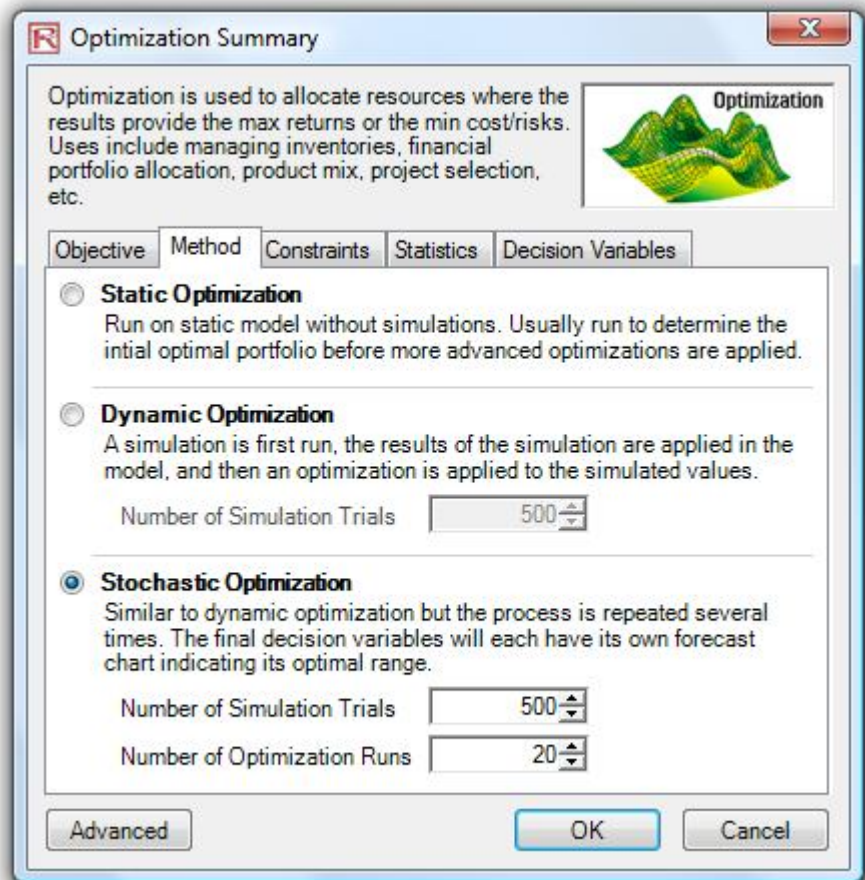 R Optimization Summary
Optimization is used to allocate resources where the
results provide the max returns or the min cost/risks.
Uses include managing inventories, financial
portfolio allocation, product mix, project selection,
etc.
Optimization
Objective Method Constraints Statistics Decision Variables
Static Optimization
Run on static model without simulations. Usually run to determine the
intial optimal portfolio before more advanced optimizations are applied.
Dynamic Optimization
A simulation is first run, the results of the simulation are applied in the
model, and then an optimization is applied to the simulated values.
Number of Simulation Trials 500
Stochastic Optimization
Similar to dynamic optimization but the process is repeated several
times. The final decision variables will each have its own forecast
chart indicating its optimal range.
Number of Simulation Trials 500
Number of Optimization Runs 20
Advanced OK Cancel